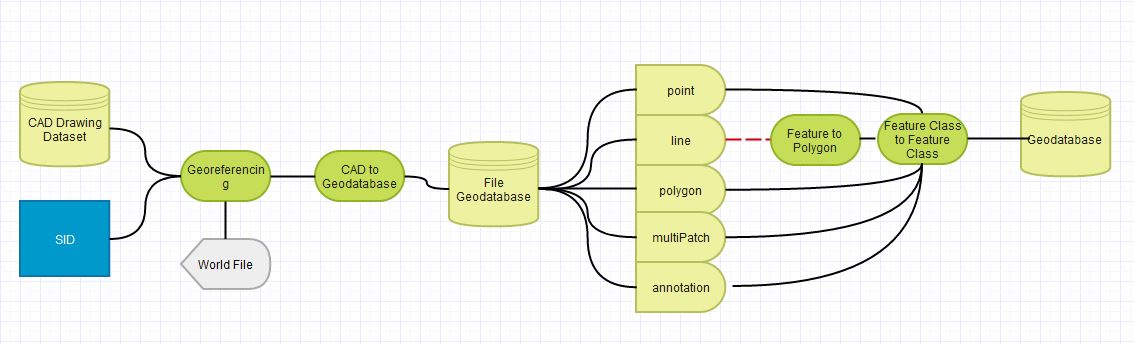 CAD Drawing
Dataset
SID
Georeferencin
g
World File
CAD to
Geodatabase
File
Geodatabase
point
line
polygon
multiPatch
annotation
Feature to
Polygon
Feature Class
to Feature
Class
Geodatabase